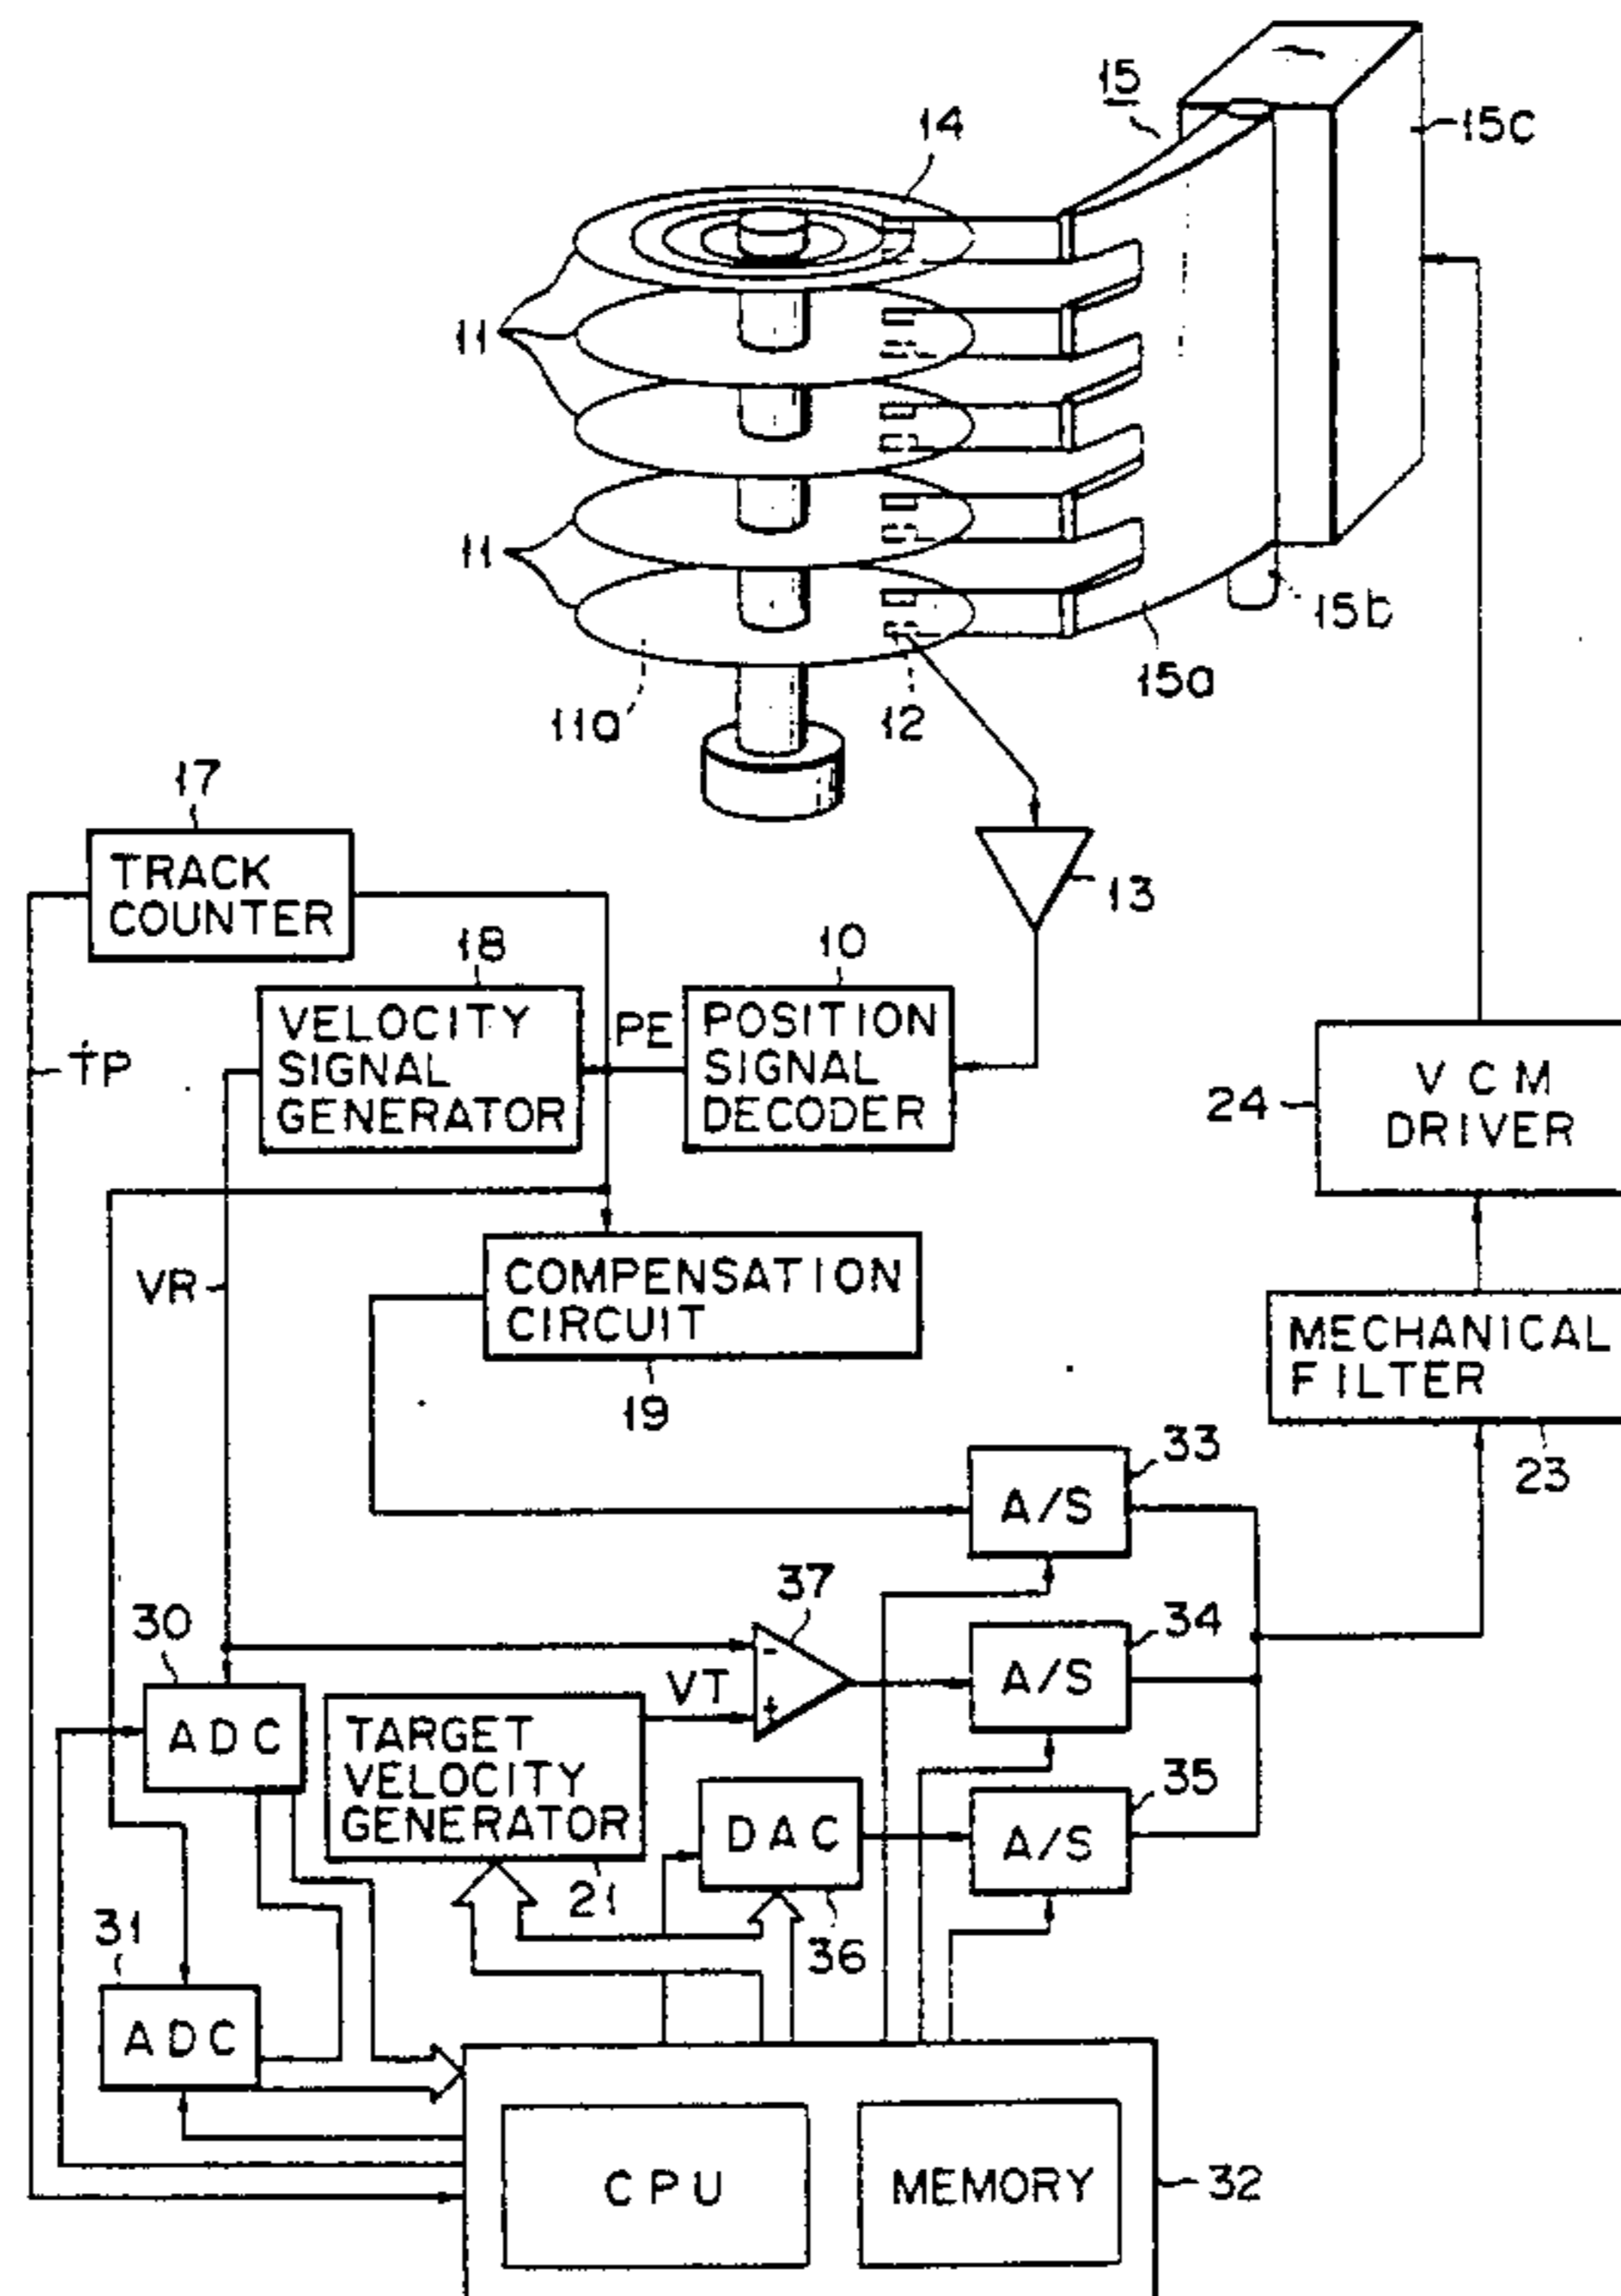 15
14
15C
11
11
15b
15a
11a
12
17
TRACK
COUNTER
13
18
10
VELOCITY
SIGNAL
GENERATOR
PE
POSITION
SIGNAL
DECODER
TP
24
VCM
DRIVER
VR
COMPENSATION
CIRCUIT
19
MECHANICAL
FILTER
23
33
A/S
37
30
34
-
VT
+
A/S
ADC
TARGET
VELOCITY
GENERATOR
21
35
DAC
A/S
36
31
ADC
CPU
MEMORY
32